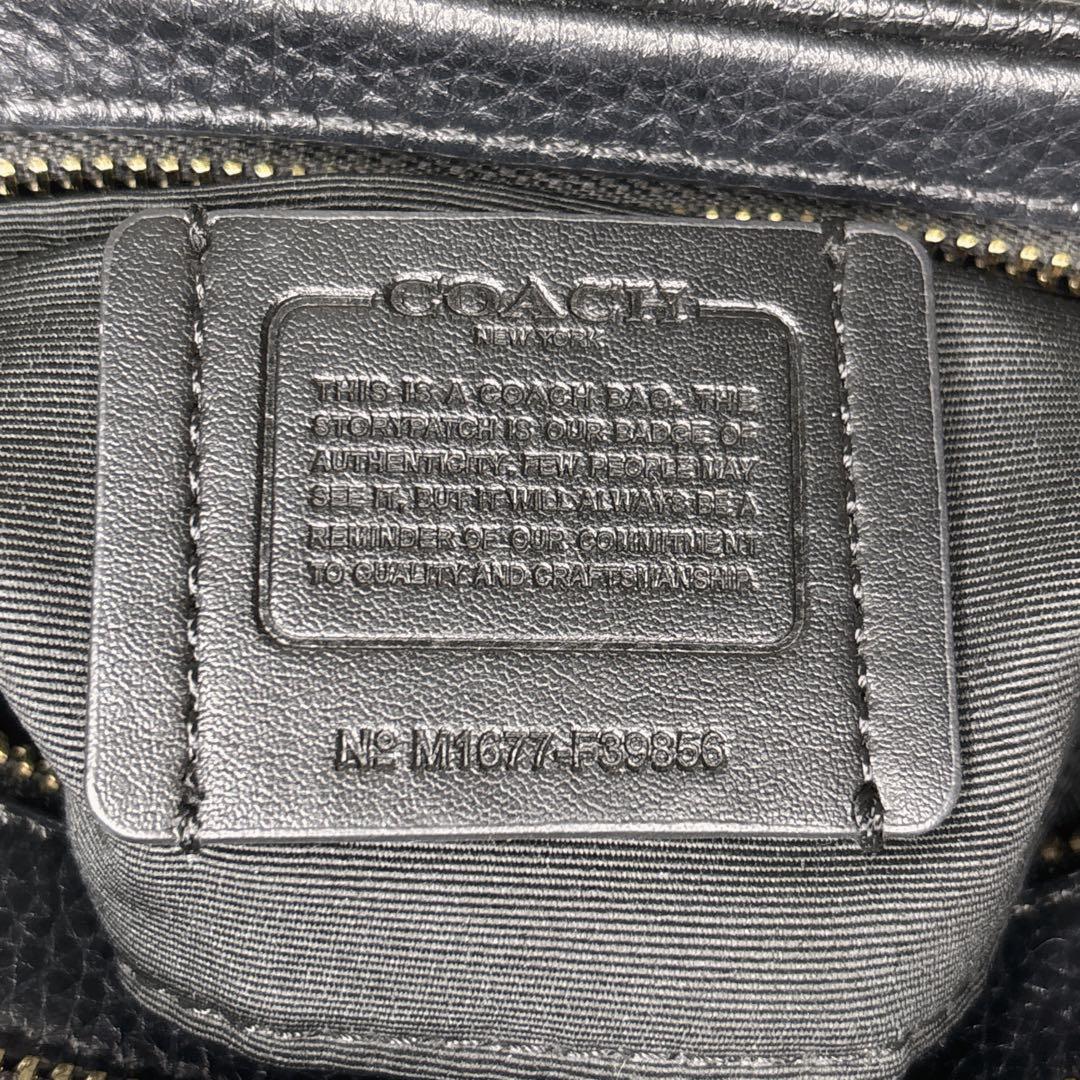 COACH
NEW YORK
THIS IS A COACH BAG. THE
STORYPATCH IS OUR BADGE OF
AUTHENTICITY. FEW PEOPLE MAY
SEE IT, BUT IT WILL ALWAYS BE A
REMINDER OF OUR COMMITMENT
TO QUALITY AND CRAFTSMANSHIP.
Nº M1677-F39856